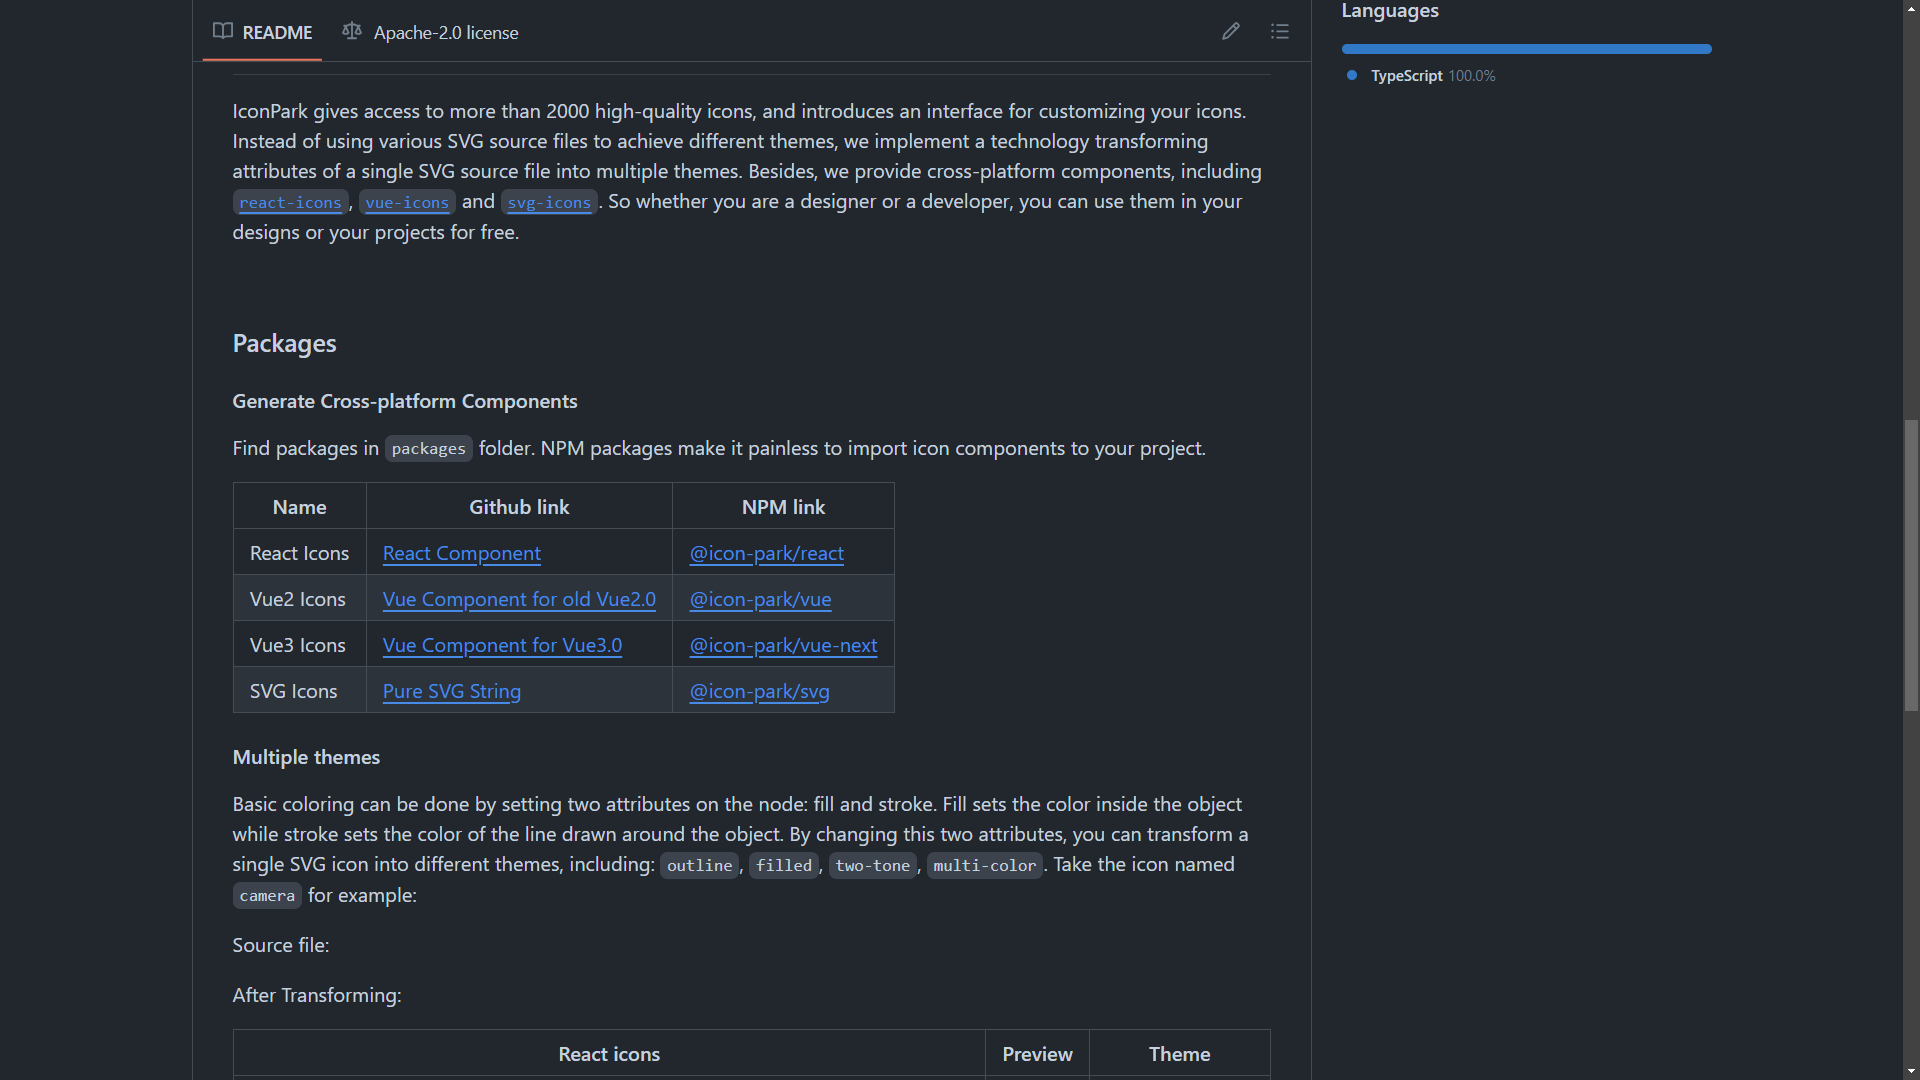 README
Apache-2.0 license
IconPark gives access to more than 2000 high-quality icons, and introduces an interface for customizing your icons.
Instead of using various SVG source files to achieve different themes, we implement a technology transforming
attributes of a single SVG source file into multiple themes. Besides, we provide cross-platform components, including
react-icons, vue-icons and svg-icons. So whether you are a designer or a developer, you can use them in your
designs or your projects for free.
Packages
Generate Cross-platform Components
Find packages in packages folder. NPM packages make it painless to import icon components to your project.
Name Github link NPM link
React Icons React Component @icon-park/react
Vue2 Icons Vue Component for old Vue2.0 @icon-park/vue
Vue3 Icons Vue Component for Vue3.0 @icon-park/vue-next
SVG Icons Pure SVG String @icon-park/svg
Multiple themes
Basic coloring can be done by setting two attributes on the node: fill and stroke. Fill sets the color inside the object
while stroke sets the color of the line drawn around the object. By changing this two attributes, you can transform a
single SVG icon into different themes, including: outline, filled, two-tone, multi-color. Take the icon named
camera for example:
Source file:
After Transforming:
React icons Preview Theme
Languages
TypeScript 100.0%